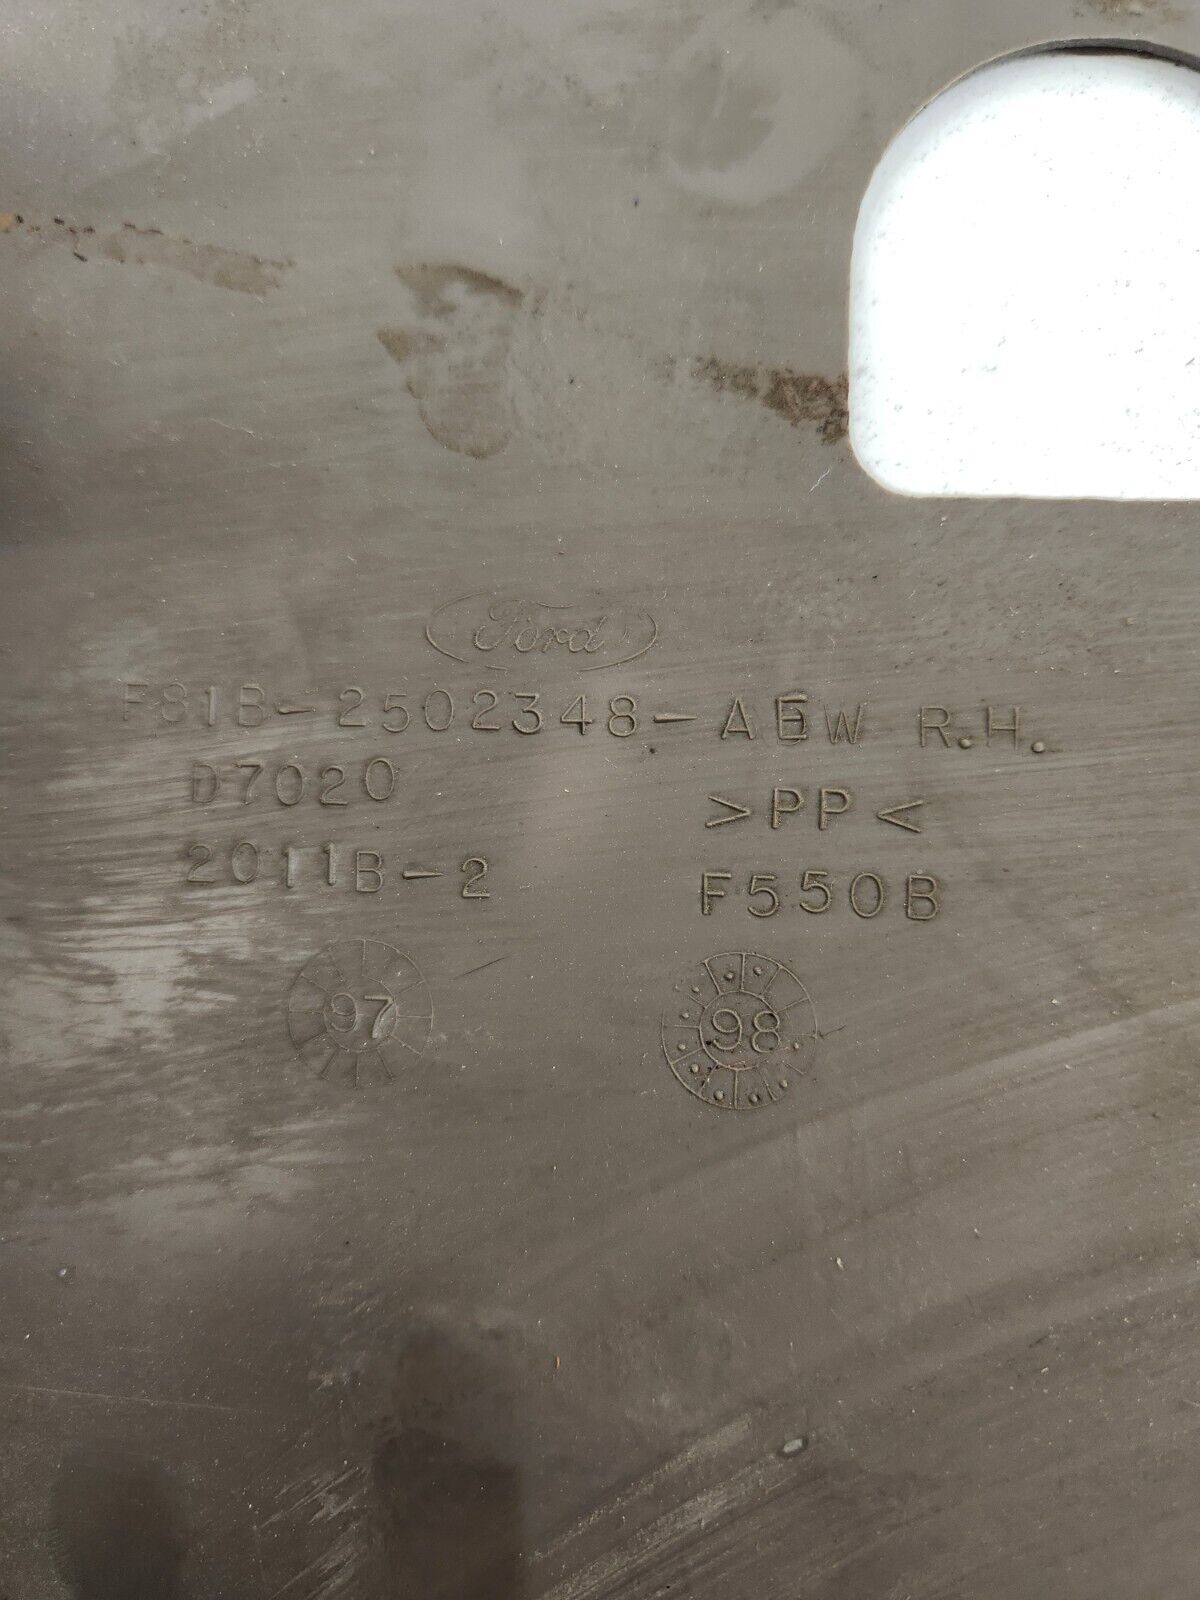 Ford
F81B-2502348-AEW R.H.
D7020
>PP<
2011B-2
F550B
97
98